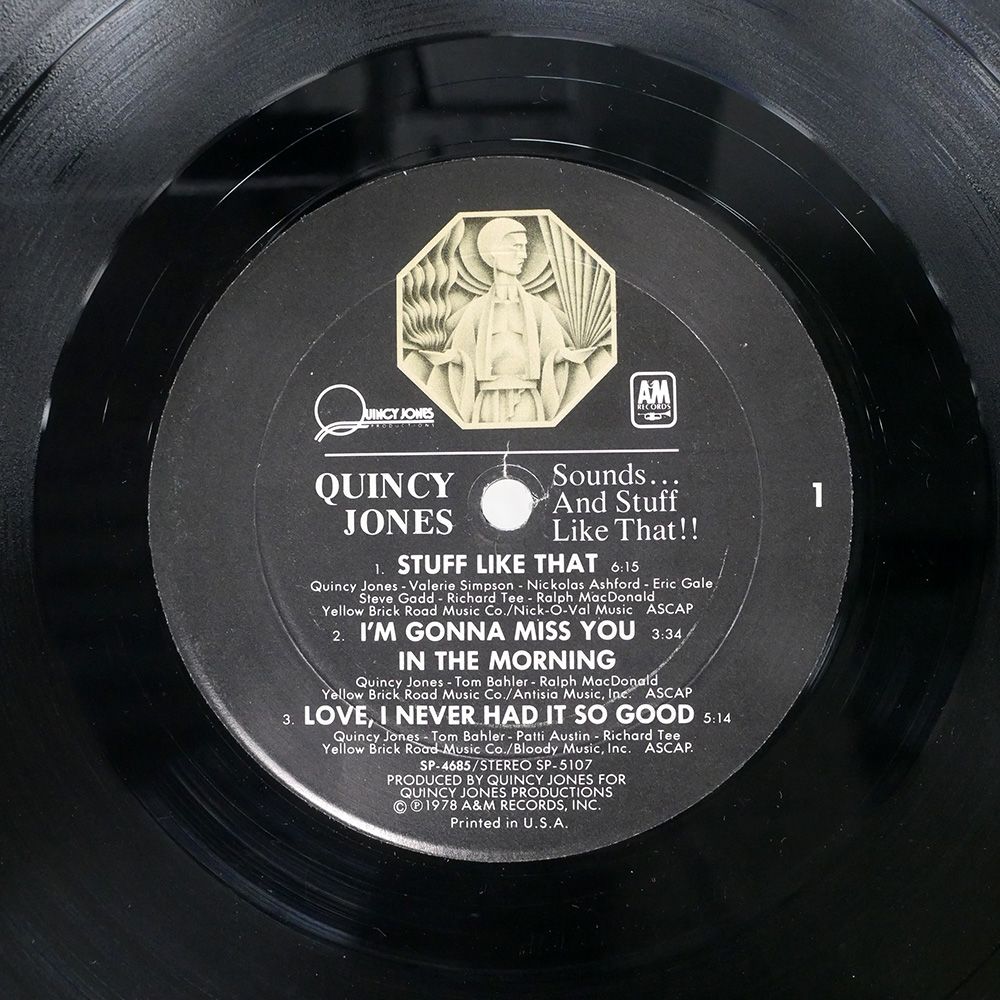 QUINCY JONES
PRODUCTIONS
A&M
RECORDS
QUINCY
JONES
Sounds...
And Stuff
Like That!!
1
1. STUFF LIKE THAT 6:15
Quincy Jones - Valerie Simpson - Nickolas Ashford - Eric Gale
Steve Gadd - Richard Tee - Ralph MacDonald
Yellow Brick Road Music Co./Nick-O-Val Music ASCAP
2. I'M GONNA MISS YOU 3:34
IN THE MORNING
Quincy Jones - Tom Bahler - Ralph MacDonald
Yellow Brick Road Music Co./Antisia Music, Inc. ASCAP
3. LOVE, I NEVER HAD IT SO GOOD 5:14
Quincy Jones - Tom Bahler - Patti Austin - Richard Tee
Yellow Brick Road Music Co./Bloody Music, Inc. ASCAP.
SP-4685/STEREO SP-5107
PRODUCED BY QUINCY JONES FOR
QUINCY JONES PRODUCTIONS
© ℗ 1978 A&M RECORDS, INC.
Printed in U.S.A.